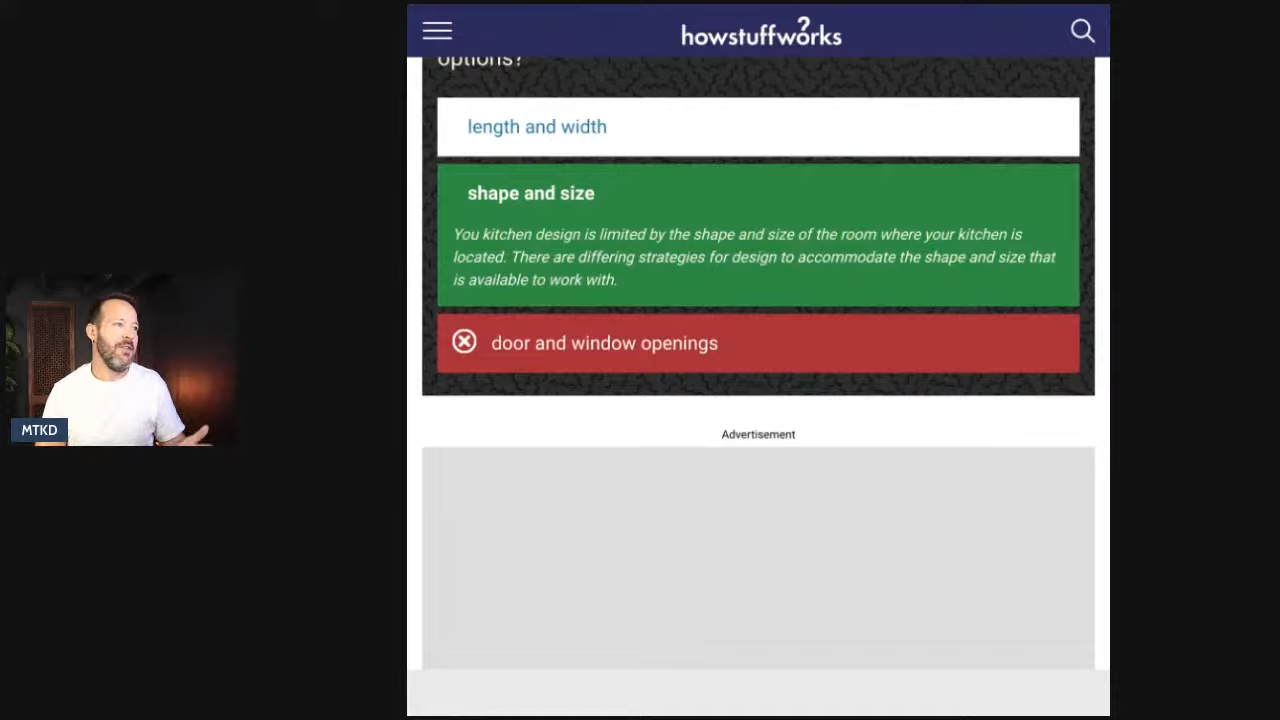 howstuffworks
options?
length and width
shape and size
You kitchen design is limited by the shape and size of the room where your kitchen is
located. There are differing strategies for design to accommodate the shape and size that
is available to work with.
door and window openings
MTKD
Advertisement